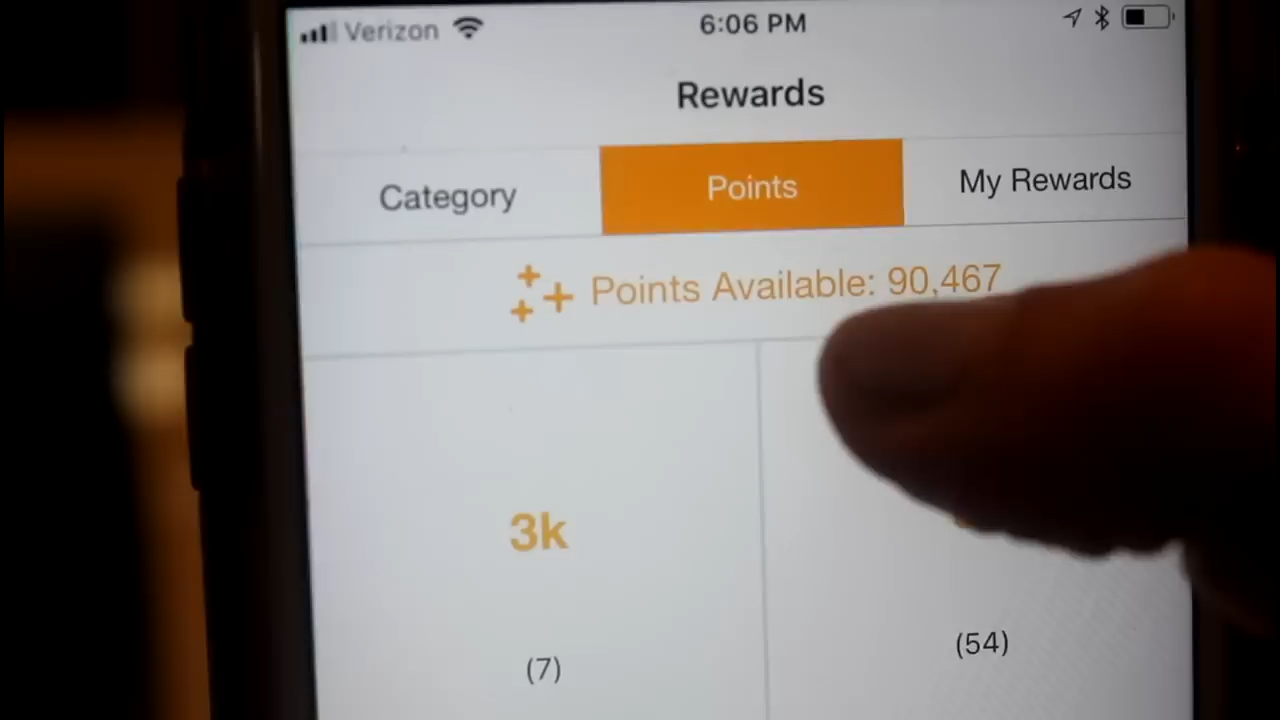 Verizon 6:06 PM
Rewards
Category Points My Rewards
Points Available: 90,467
3k
(7) (54)